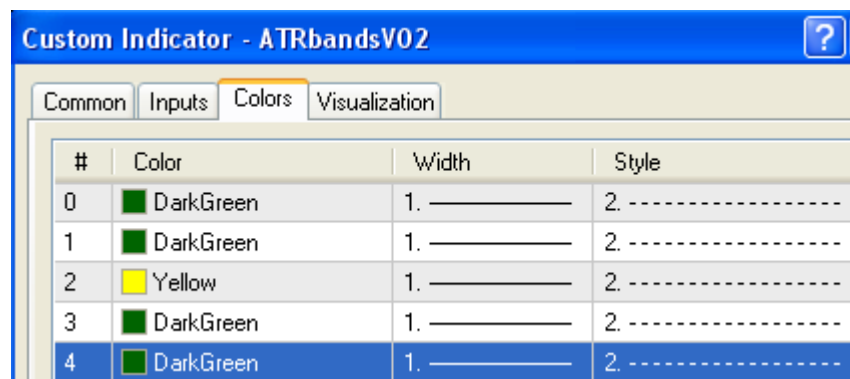 Custom Indicator - ATRbandsV02 ?
Common Inputs Colors Visualization
# Color Width Style
0 DarkGreen 1. 2.
1 DarkGreen 1. 2.
2 Yellow 1. 2.
3 DarkGreen 1. 2.
4 DarkGreen 1. 2.